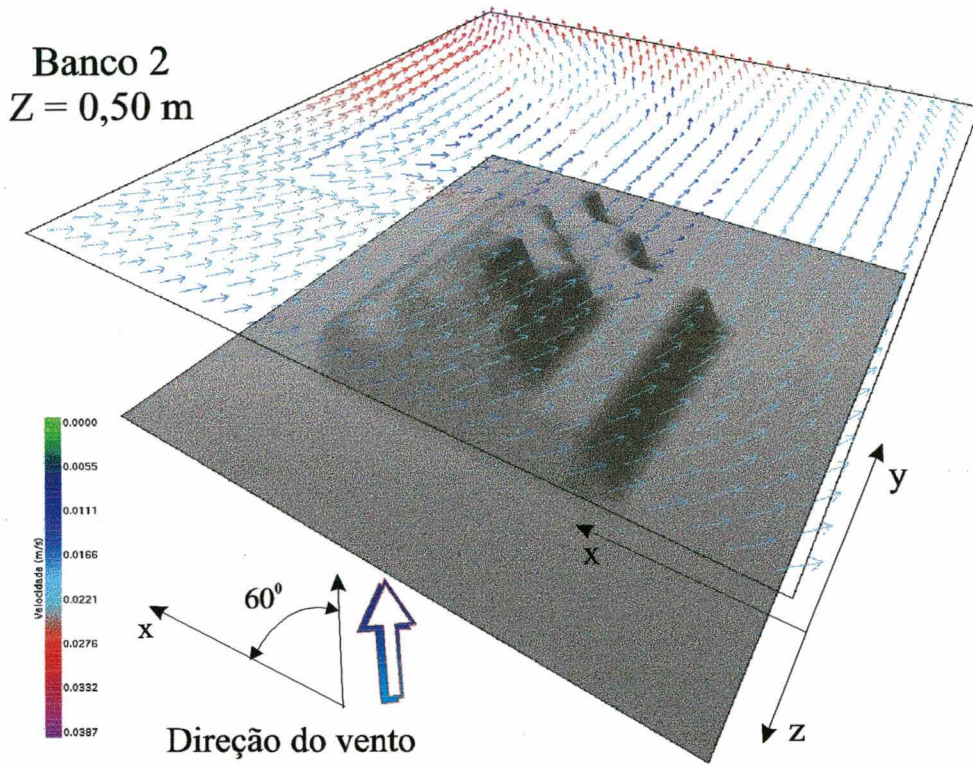 Banco 2
Z = 0,50 m
0.0000
0.0055
0.0111
0.0166
0.0221
0.0276
0.0332
0.0387
Velocidade (m/s)
y
x
z
60⁰
x
Direção do vento